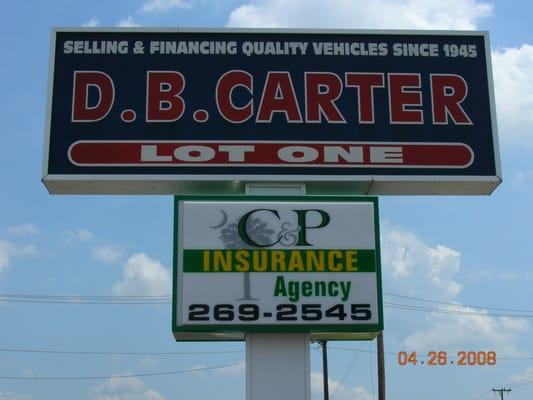 SELLING & FINANCING QUALITY VEHICLES SINCE 1945
D.B.CARTER
LOT ONE
C&P
INSURANCE
Agency
269-2545
04.26.2008